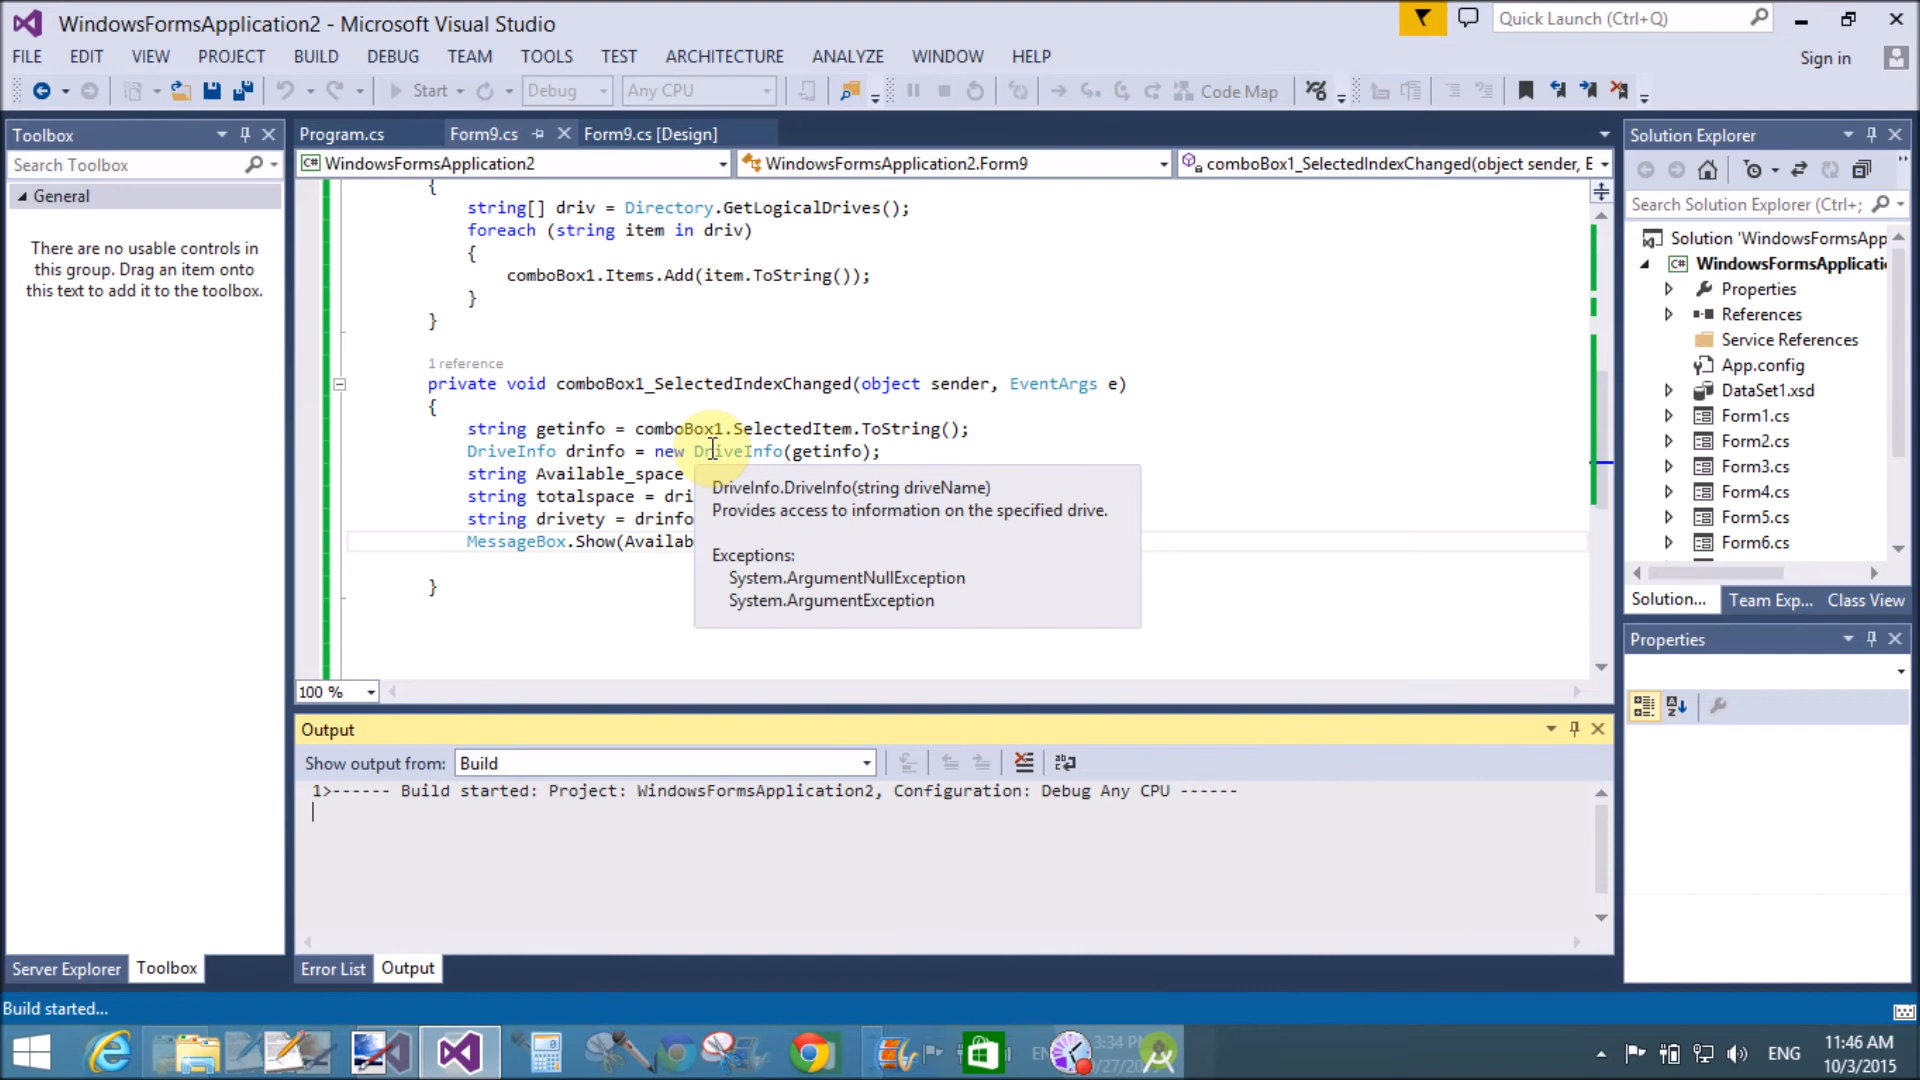 WindowsFormsApplication2 - Microsoft Visual Studio
Quick Launch (Ctrl+Q)
FILE EDIT VIEW PROJECT BUILD DEBUG TEAM TOOLS TEST ARCHITECTURE ANALYZE WINDOW HELP
Sign in
Start Debug Any CPU Code Map
Toolbox
Search Toolbox
General
There are no usable controls in
this group. Drag an item onto
this text to add it to the toolbox.
Server Explorer Toolbox
Program.cs Form9.cs Form9.cs [Design]
C# WindowsFormsApplication2 WindowsFormsApplication2.Form9 comboBox1_SelectedIndexChanged(object sender, E
{
string[] driv = Directory.GetLogicalDrives();
foreach (string item in driv)
{
comboBox1.Items.Add(item.ToString());
}
}
1 reference
private void comboBox1_SelectedIndexChanged(object sender, EventArgs e)
{
string getinfo = comboBox1.SelectedItem.ToString();
DriveInfo drinfo = new DriveInfo(getinfo);
string Available_space
string totalspace = dri
string drivety = drinfo
MessageBox.Show(Availab
}
DriveInfo.DriveInfo(string driveName)
Provides access to information on the specified drive.
Exceptions:
System.ArgumentNullException
System.ArgumentException
100 %
Output
Show output from: Build
1>------ Build started: Project: WindowsFormsApplication2, Configuration: Debug Any CPU ------
Error List Output
Solution Explorer
Search Solution Explorer (Ctrl+;
Solution 'WindowsFormsApp
C# WindowsFormsApplicati
Properties
References
Service References
App.config
DataSet1.xsd
Form1.cs
Form2.cs
Form3.cs
Form4.cs
Form5.cs
Form6.cs
Solution... Team Exp... Class View
Properties
Build started...
ENG
11:46 AM
10/3/2015